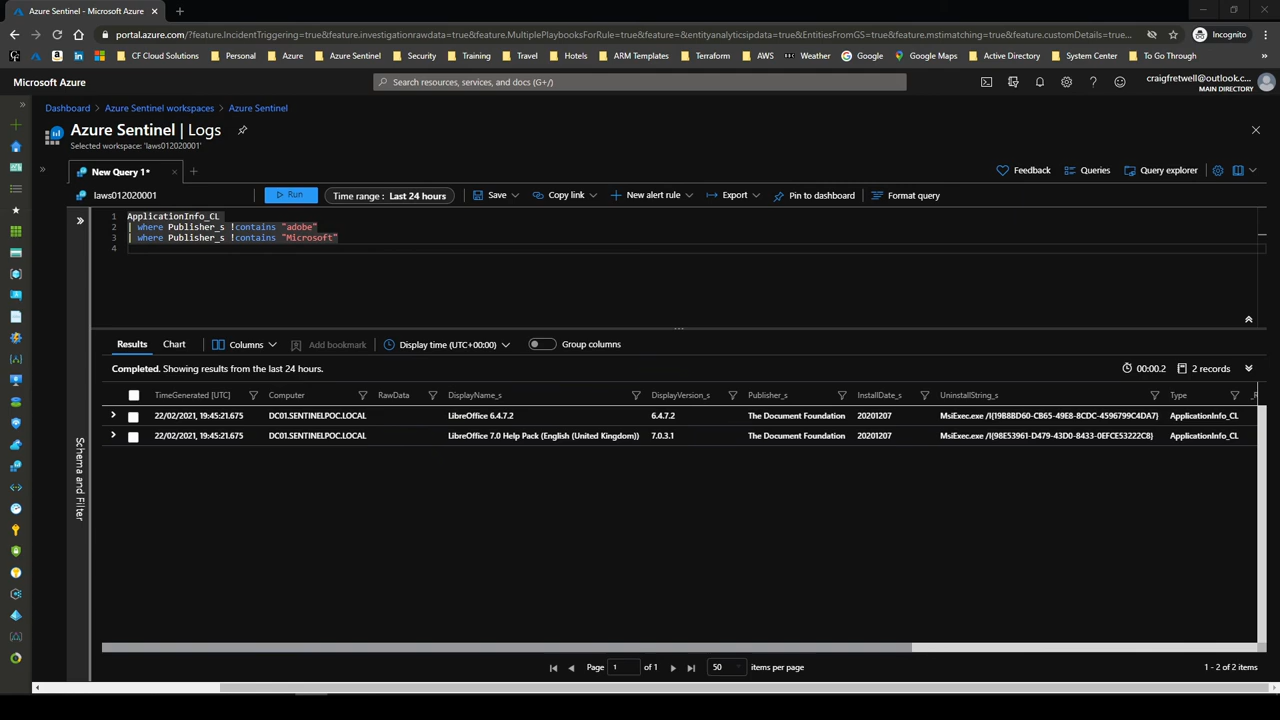 Azure Sentinel - Microsoft Azure
portal.azure.com/?feature.IncidentTriggering=true&feature.investigationrawdata=true&feature.MultiplePlaybooksForRule=true&feature=&entityanalyticsipdata=true&EntitiesFromGS=true&feature.mstimatching=true&feature.customDetails=true...
Incognito
CF Cloud Solutions Personal Azure Azure Sentinel Security Training Travel Hotels ARM Templates Terraform AWS Weather Google Google Maps Active Directory System Center To Go Through
Microsoft Azure
Search resources, services, and docs (G+/)
craigfretwell@outlook.c...
MAIN DIRECTORY
Dashboard > Azure Sentinel workspaces > Azure Sentinel
Azure Sentinel | Logs
Selected workspace: 'laws012020001'
New Query 1*
Feedback Queries Query explorer
laws012020001 Run Time range : Last 24 hours Save Copy link New alert rule Export Pin to dashboard Format query
1 ApplicationInfo_CL
2 | where Publisher_s !contains "adobe"
3 | where Publisher_s !contains "Microsoft"
4
Schema and Filter
Results Chart Columns Add bookmark Display time (UTC+00:00) Group columns
Completed. Showing results from the last 24 hours. 00:00.2 2 records
TimeGenerated [UTC] Computer RawData DisplayName_s DisplayVersion_s Publisher_s InstallDate_s UninstallString_s Type _R
22/02/2021, 19:45:21.675 DC01.SENTINELPOC.LOCAL LibreOffice 6.4.7.2 6.4.7.2 The Document Foundation 20201207 MsiExec.exe /I{19B8BD60-CB65-49E8-8CDC-4596799C4DA7} ApplicationInfo_CL
22/02/2021, 19:45:21.675 DC01.SENTINELPOC.LOCAL LibreOffice 7.0 Help Pack (English (United Kingdom)) 7.0.3.1 The Document Foundation 20201207 MsiExec.exe /I{98E53961-D479-43D0-8433-0EFCE53222C8} ApplicationInfo_CL
Page 1 of 1 50 items per page 1 - 2 of 2 items